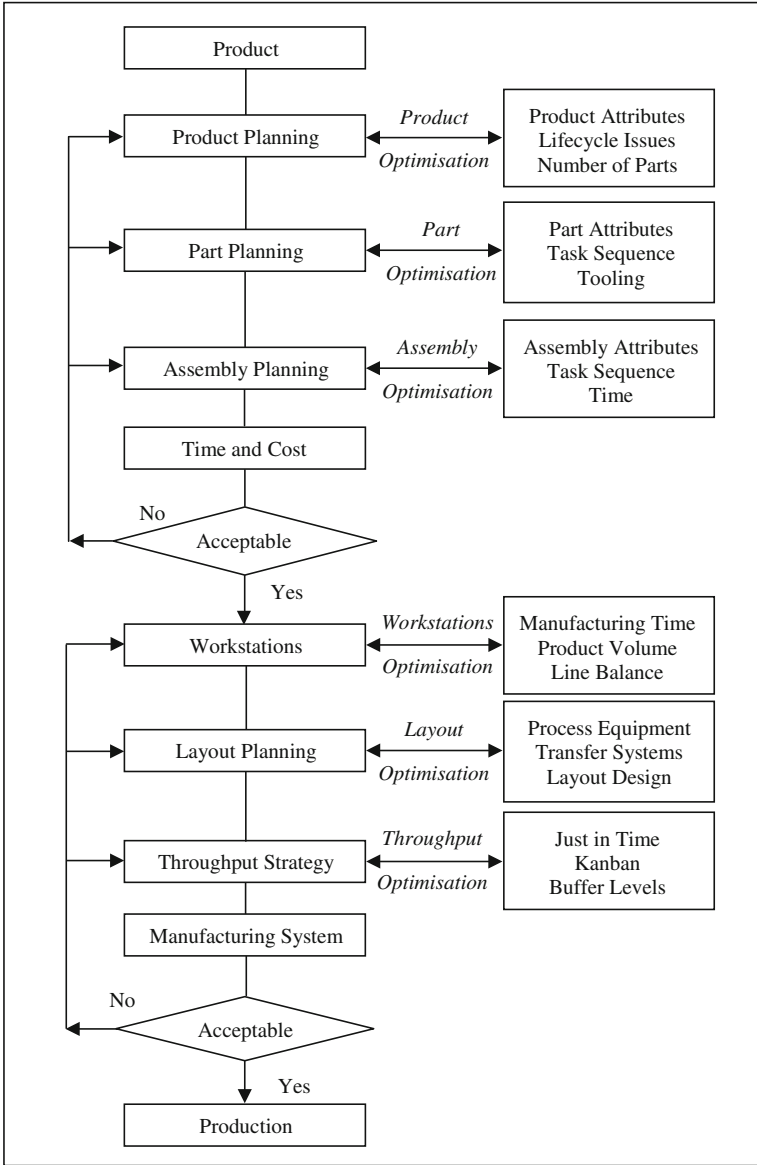 Product
Product Planning
Product
Optimisation
Product Attributes
Lifecycle Issues
Number of Parts
Part Planning
Part
Optimisation
Part Attributes
Task Sequence
Tooling
Assembly Planning
Assembly
Optimisation
Assembly Attributes
Task Sequence
Time
Time and Cost
No
Acceptable
Yes
Workstations
Workstations
Optimisation
Manufacturing Time
Product Volume
Line Balance
Layout Planning
Layout
Optimisation
Process Equipment
Transfer Systems
Layout Design
Throughput Strategy
Throughput
Optimisation
Just in Time
Kanban
Buffer Levels
Manufacturing System
No
Acceptable
Yes
Production